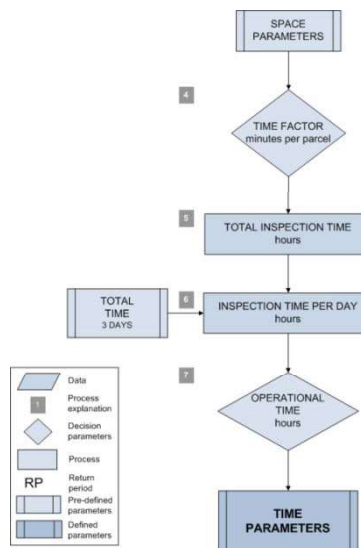 SPACE
PARAMETERS
4
TIME FACTOR
minutes per parcel
5
TOTAL INSPECTION TIME
hours
TOTAL
TIME
3 DAYS
6
INSPECTION TIME PER DAY
hours
7
OPERATIONAL
TIME
hours
TIME
PARAMETERS
Data
1
Process
explanation
Decision
parameters
Process
RP
Return
period
Pre-defined
parameters
Defined
parameters